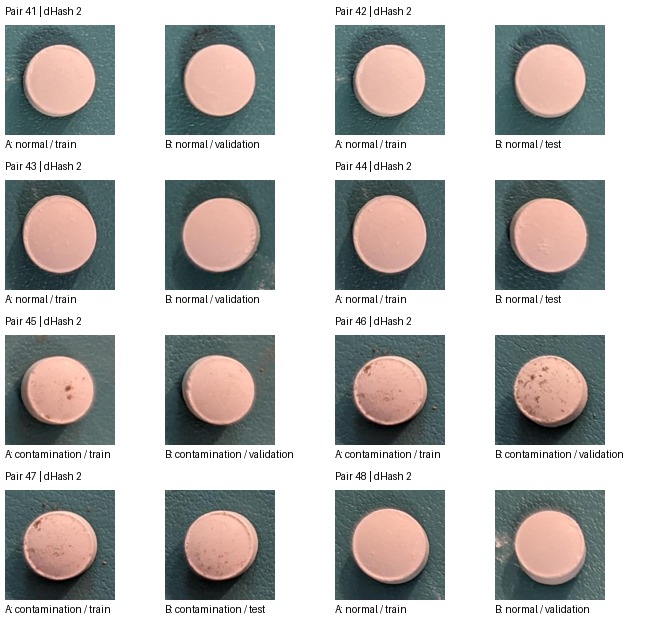 Pair 41 | dHash 2
Pair 42 | dHash 2
A: normal / train
B: normal / validation
A: normal / train
B: normal / test
Pair 43 | dHash 2
Pair 44 | dHash 2
A: normal / train
B: normal / validation
A: normal / train
B: normal / test
Pair 45 | dHash 2
Pair 46 | dHash 2
A: contamination / train
B: contamination / validation
A: contamination / train
B: contamination / validation
Pair 47 | dHash 2
Pair 48 | dHash 2
A: contamination / train
B: contamination / test
A: normal / train
B: normal / validation